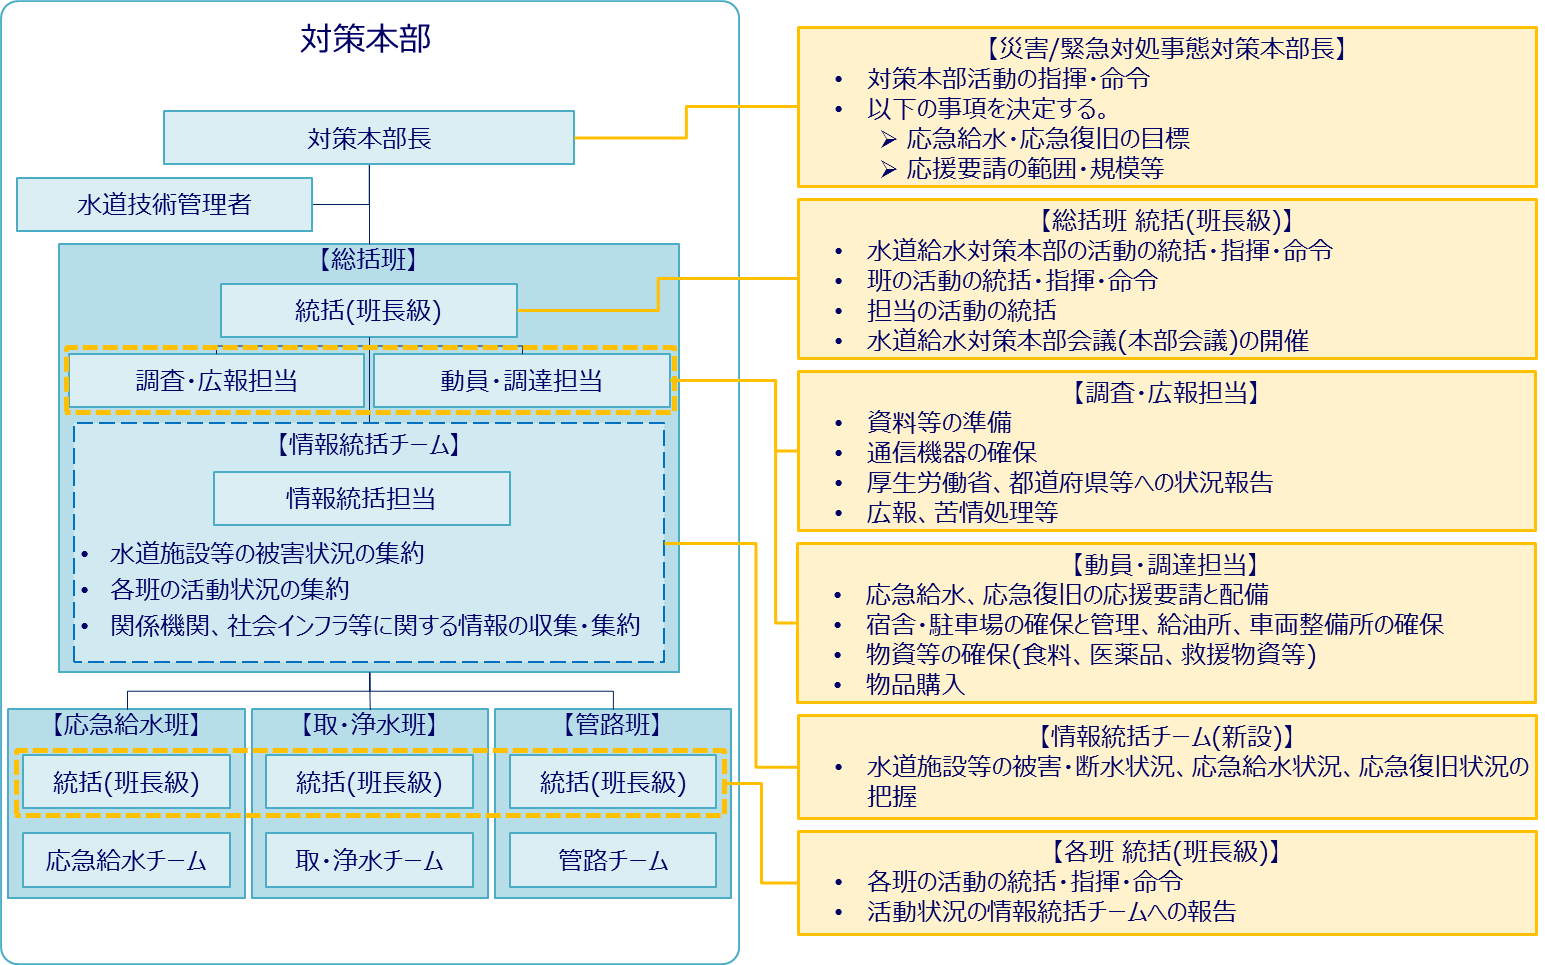 対策本部
対策本部長
水道技術管理者
【総括班】
統括(班長級)
調査・広報担当
動員・調達担当
【情報統括チーム】
情報統括担当
• 水道施設等の被害状況の集約
• 各班の活動状況の集約
• 関係機関、社会インフラ等に関する情報の収集・集約
【応急給水班】
統括(班長級)
応急給水チーム
【取・浄水班】
統括(班長級)
取・浄水チーム
【管路班】
統括(班長級)
管路チーム
【災害/緊急対処事態対策本部長】
• 対策本部活動の指揮・命令
• 以下の事項を決定する。
➢ 応急給水・応急復旧の目標
➢ 応援要請の範囲・規模等
【総括班 統括(班長級)】
• 水道給水対策本部の活動の統括・指揮・命令
• 班の活動の統括・指揮・命令
• 担当の活動の統括
• 水道給水対策本部会議(本部会議)の開催
【調査・広報担当】
• 資料等の準備
• 通信機器の確保
• 厚生労働省、都道府県等への状況報告
• 広報、苦情処理等
【動員・調達担当】
• 応急給水、応急復旧の応援要請と配備
• 宿舎・駐車場の確保と管理、給油所、車両整備所の確保
• 物資等の確保(食料、医薬品、救援物資等)
• 物品購入
【情報統括チーム(新設)】
• 水道施設等の被害・断水状況、応急給水状況、応急復旧状況の
把握
【各班 統括(班長級)】
• 各班の活動の統括・指揮・命令
• 活動状況の情報統括チームへの報告